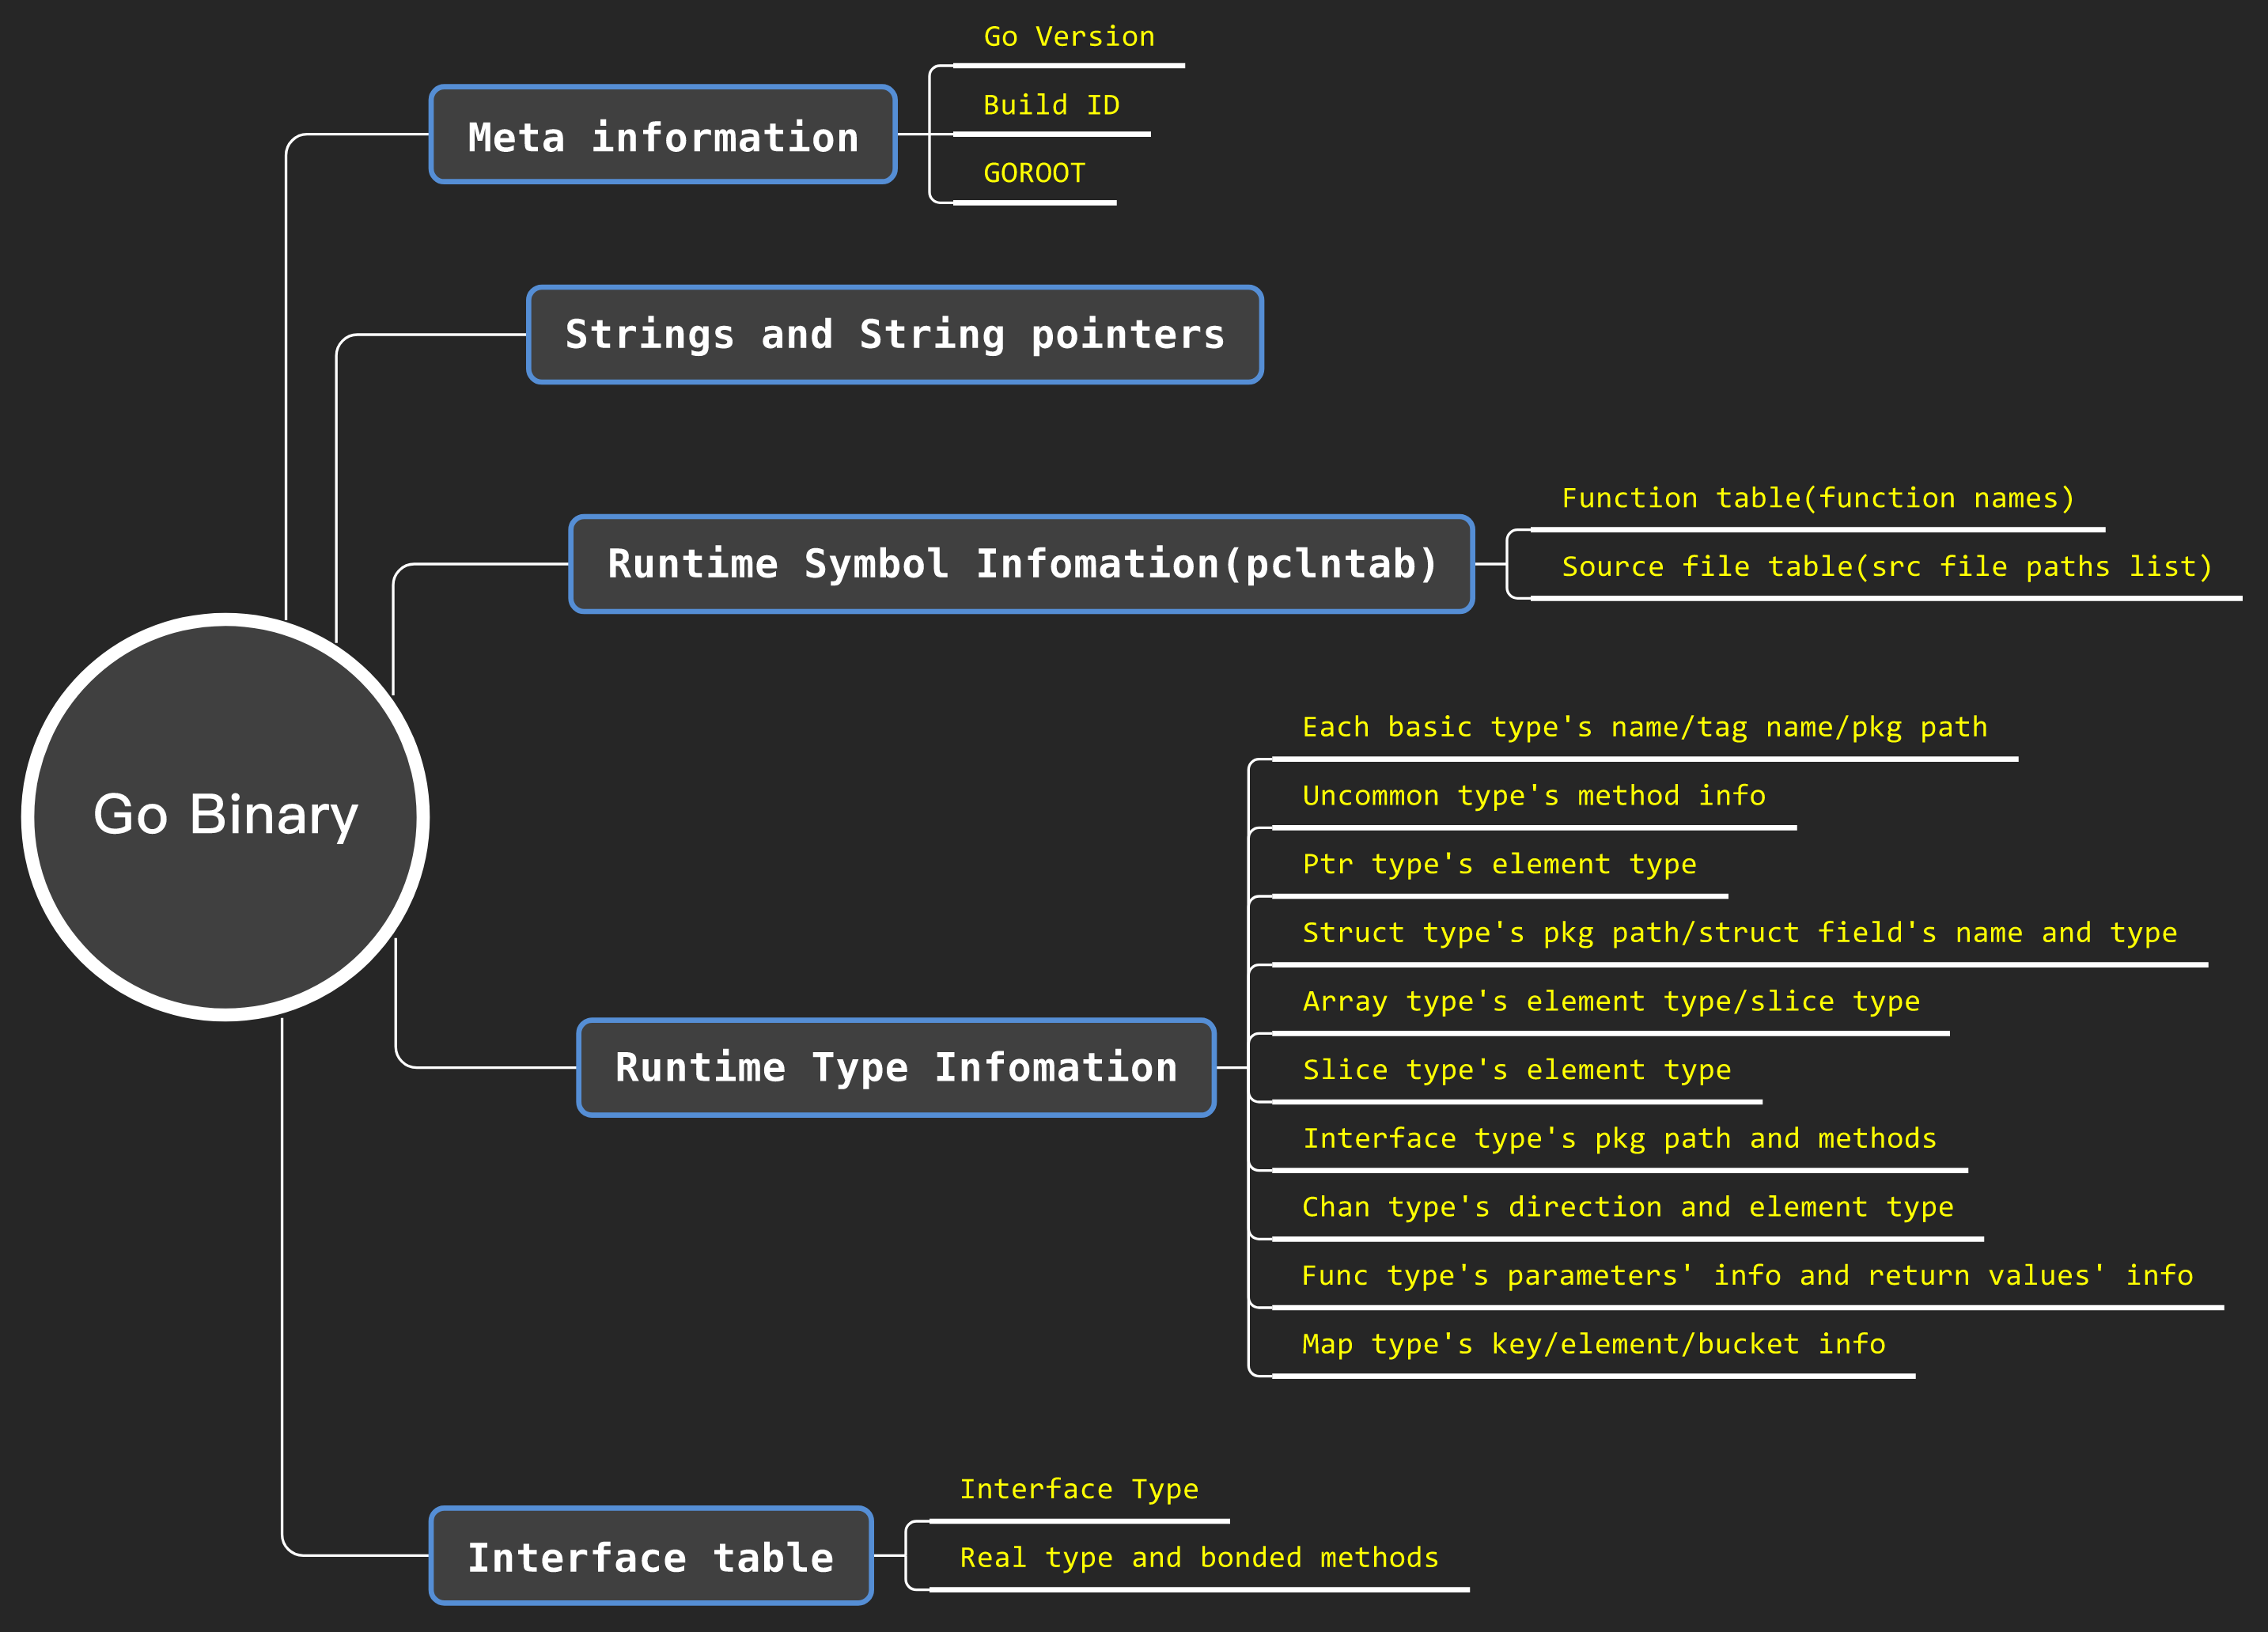 Go Binary
Meta information
Go Version
Build ID
GOROOT
Strings and String pointers
Runtime Symbol Infomation(pclntab)
Function table(function names)
Source file table(src file paths list)
Runtime Type Infomation
Each basic type's name/tag name/pkg path
Uncommon type's method info
Ptr type's element type
Struct type's pkg path/struct field's name and type
Array type's element type/slice type
Slice type's element type
Interface type's pkg path and methods
Chan type's direction and element type
Func type's parameters' info and return values' info
Map type's key/element/bucket info
Interface table
Interface Type
Real type and bonded methods